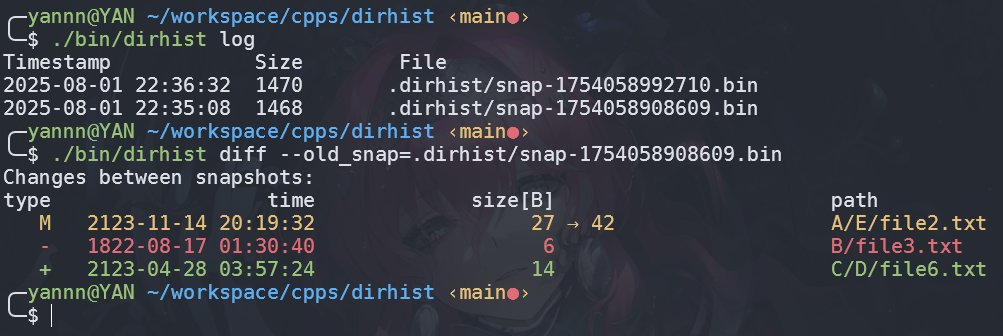 ╭─yannn@YAN ~/workspace/cpps/dirhist ‹main●›
╰─$ ./bin/dirhist log
Timestamp            Size        File
2025-08-01 22:36:32  1470       .dirhist/snap-1754058992710.bin
2025-08-01 22:35:08  1468       .dirhist/snap-1754058908609.bin
╭─yannn@YAN ~/workspace/cpps/dirhist ‹main●›
╰─$ ./bin/dirhist diff --old_snap=.dirhist/snap-1754058908609.bin
Changes between snapshots:
type                  time             size[B]                       path
   M   2123-11-14 20:19:32                  27 → 42                  A/E/file2.txt
   -   1822-08-17 01:30:40                   6                       B/file3.txt
   +   2123-04-28 03:57:24                  14                       C/D/file6.txt
╭─yannn@YAN ~/workspace/cpps/dirhist ‹main●›
╰─$